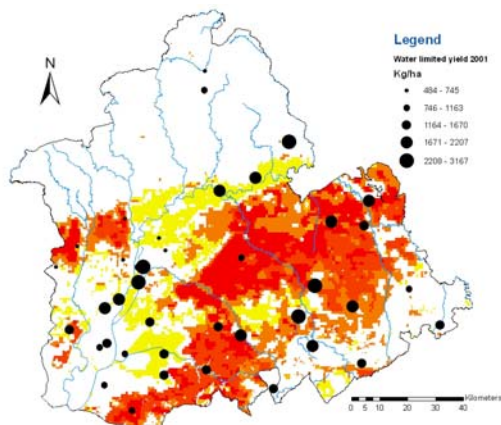 N
Legend
Water limited yield 2001
Kg/ha
484 - 745
746 - 1163
1164 - 1670
1671 - 2207
2208 - 3167
Kilometers
0 5 10 20 30 40